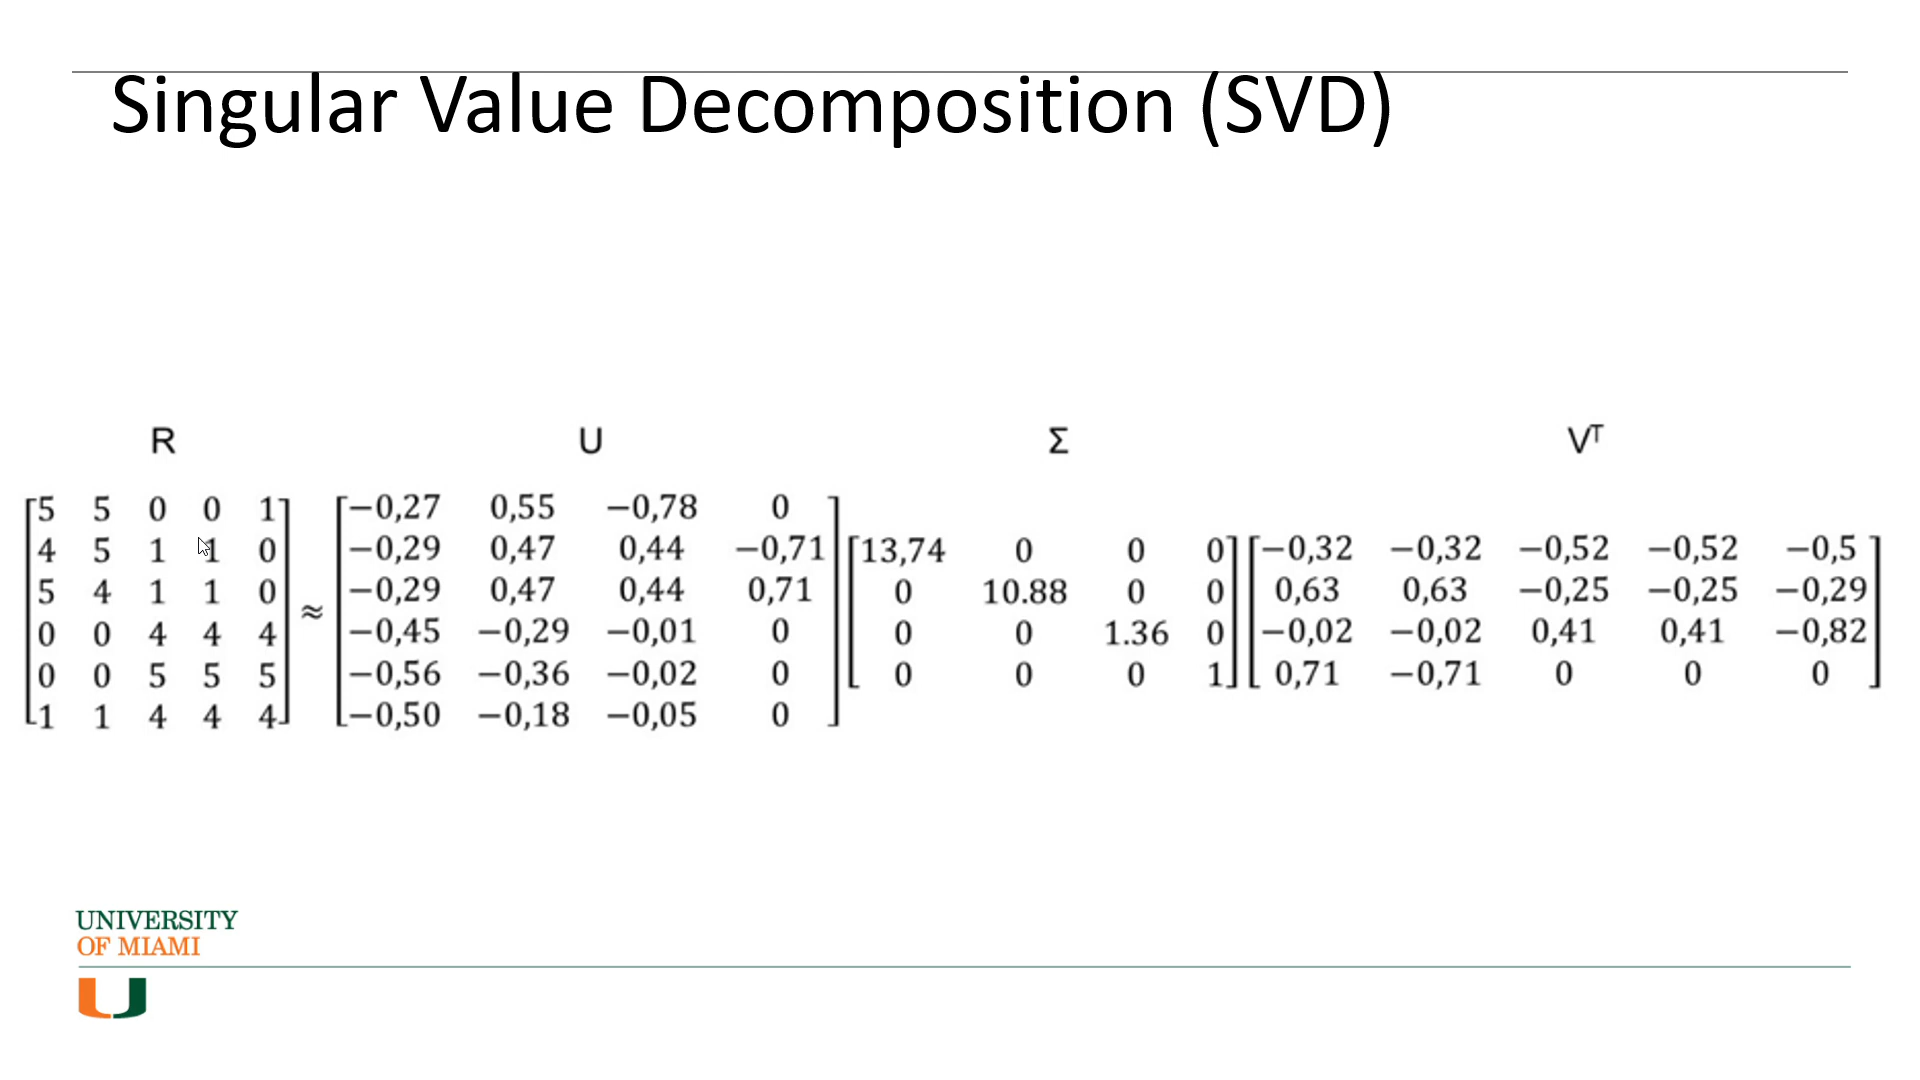 Singular Value Decomposition (SVD)
R U Σ Vᵀ
5 5 0 0 1
4 5 1 1 0
5 4 1 1 0
0 0 4 4 4
0 0 5 5 5
1 1 4 4 4
≈
−0,27 0,55 −0,78 0
−0,29 0,47 0,44 −0,71
−0,29 0,47 0,44 0,71
−0,45 −0,29 −0,01 0
−0,56 −0,36 −0,02 0
−0,50 −0,18 −0,05 0
13,74 0 0 0
0 10.88 0 0
0 0 1.36 0
0 0 0 1
−0,32 −0,32 −0,52 −0,52 −0,5
0,63 0,63 −0,25 −0,25 −0,29
−0,02 −0,02 0,41 0,41 −0,82
0,71 −0,71 0 0 0
UNIVERSITY
OF MIAMI